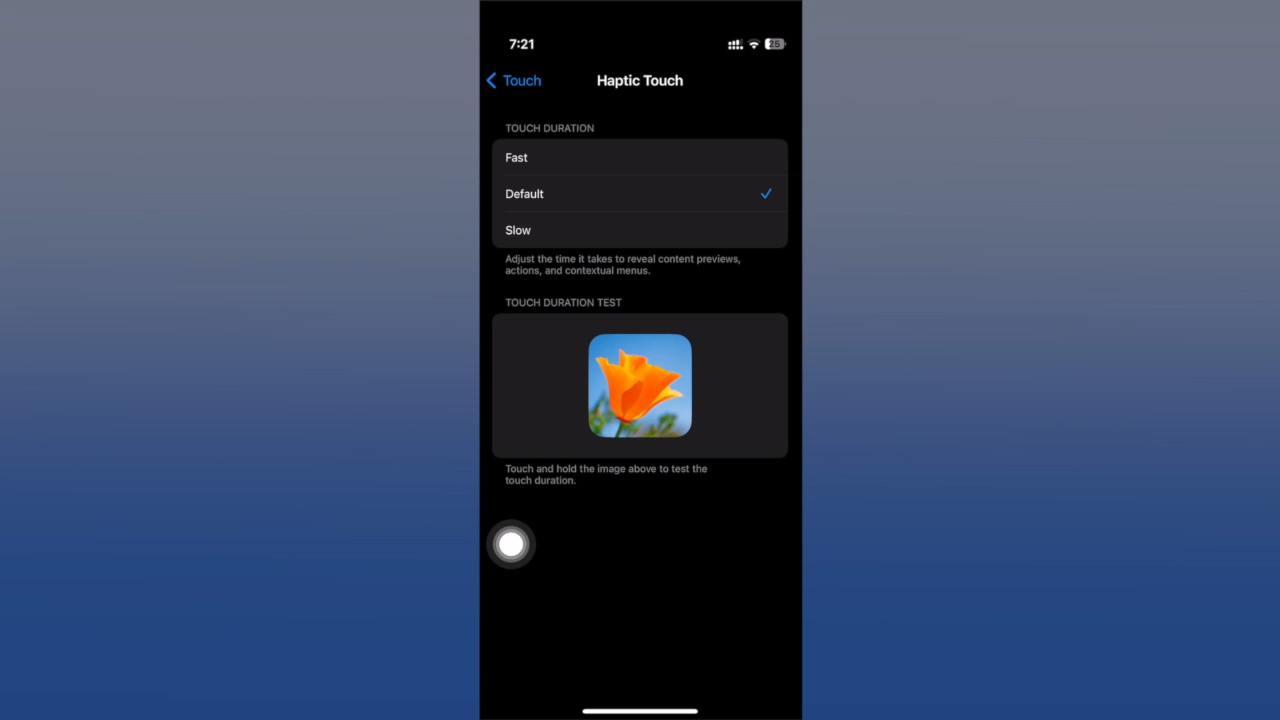 7:21
25
Touch
Haptic Touch
TOUCH DURATION
Fast
Default
Slow
Adjust the time it takes to reveal content previews,
actions, and contextual menus.
TOUCH DURATION TEST
Touch and hold the image above to test the
touch duration.